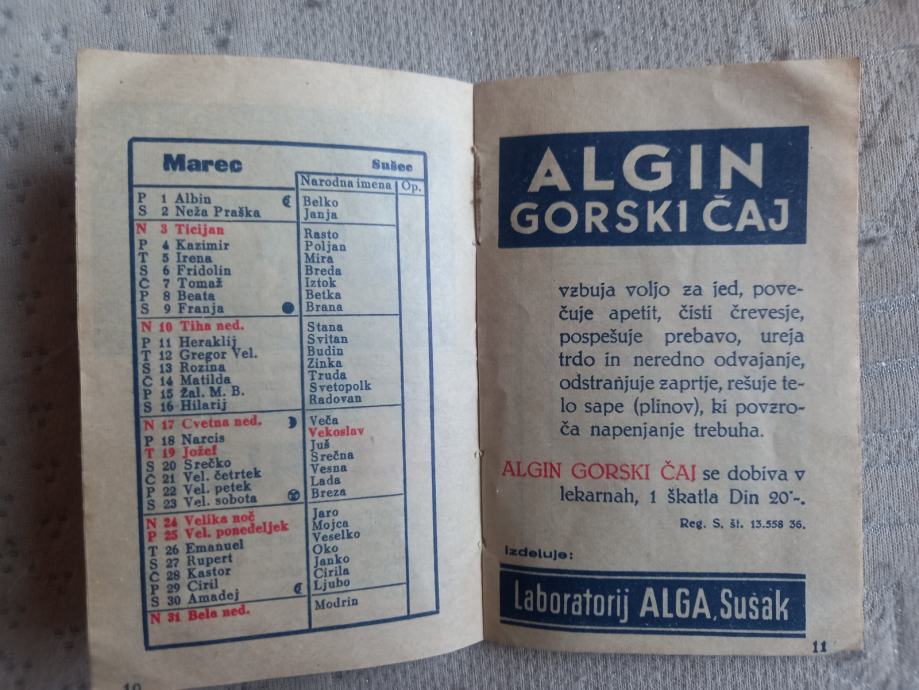 Marec Sušec
Narodna imena Op.
P 1 Albin Belko
S 2 Neža Praška Janja
N 3 Ticijan Rasto
P 4 Kazimir Poljan
T 5 Irena Mira
S 6 Fridolin Breda
Č 7 Tomaž Iztok
P 8 Beata Betka
S 9 Franja Brana
N 10 Tiha ned. Stana
P 11 Heraklij Svitan
T 12 Gregor Vel. Budin
S 13 Rozina Zinka
Č 14 Matilda Truda
P 15 Žal. M. B. Svetopolk
S 16 Hilarij Radovan
N 17 Cvetna ned. Veča
P 18 Narcis Vekoslav
T 19 Jožef Juš
S 20 Srečko Srečna
Č 21 Vel. četrtek Vesna
P 22 Vel. petek Lada
S 23 Vel. sobota Breza
N 24 Velika noč Jaro
P 25 Vel. ponedeljek Mojca
T 26 Emanuel Veselko
S 27 Rupert Oko
Č 28 Kastor Janko
P 29 Ciril Cirila
S 30 Amadej Ljubo
N 31 Bela ned. Modrin
10
ALGIN
GORSKI ČAJ
vzbuja voljo za jed, pove-
čuje apetit, čisti črevesje,
pospešuje prebavo, ureja
trdo in neredno odvajanje,
odstranjuje zaprtje, rešuje te-
lo sape (plinov), ki povzro-
ča napenjanje trebuha.
ALGIN GORSKI ČAJ se dobiva v
lekarnah, 1 škatla Din 20'-.
Reg. S. št. 13.558 36.
Izdeluje:
Laboratorij ALGA, Sušak
11